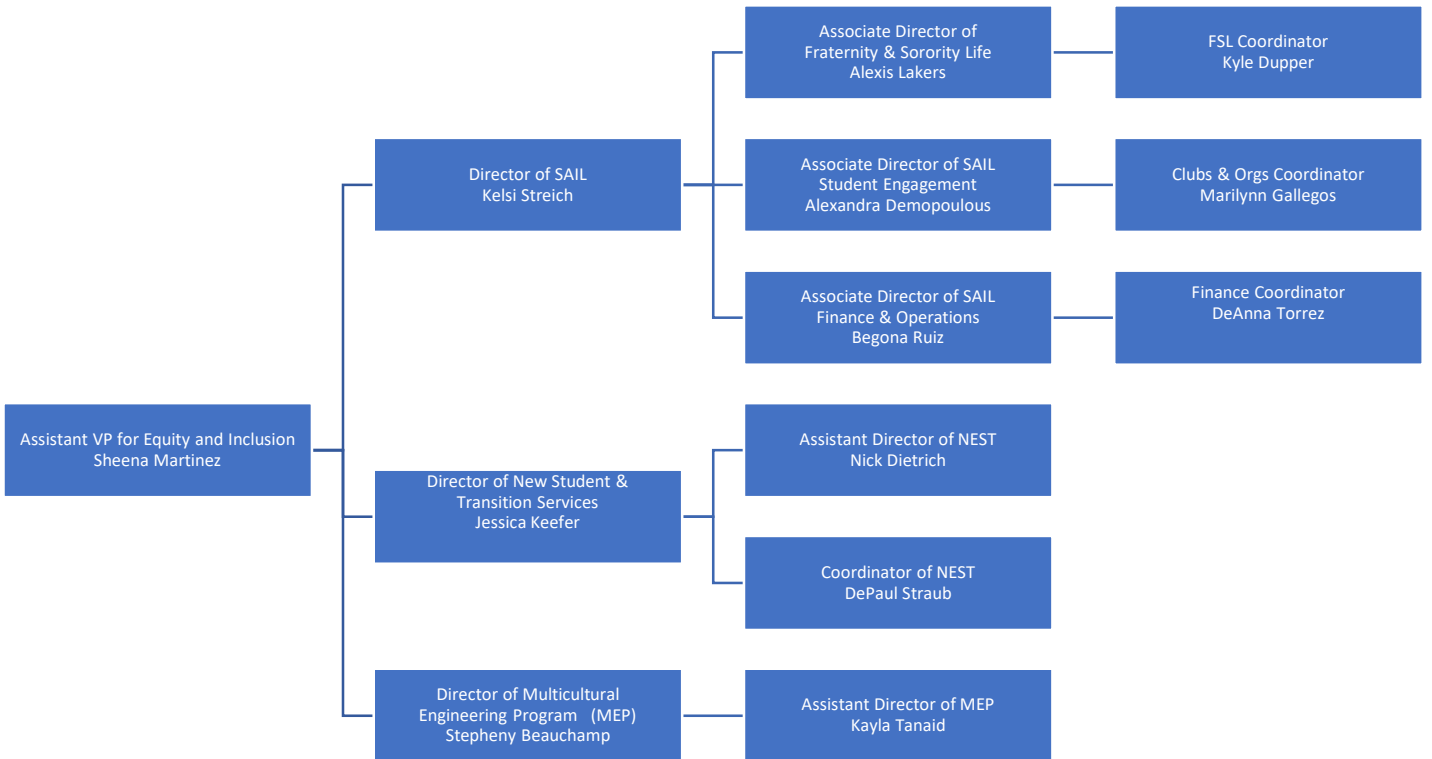 Associate Director of
Fraternity & Sorority Life
Alexis Lakers
FSL Coordinator
Kyle Dupper
Director of SAIL
Kelsi Streich
Associate Director of SAIL
Student Engagement
Alexandra Demopoulous
Clubs & Orgs Coordinator
Marilynn Gallegos
Associate Director of SAIL
Finance & Operations
Begona Ruiz
Finance Coordinator
DeAnna Torrez
Assistant VP for Equity and Inclusion
Sheena Martinez
Assistant Director of NEST
Nick Dietrich
Director of New Student &
Transition Services
Jessica Keefer
Coordinator of NEST
DePaul Straub
Director of Multicultural
Engineering Program (MEP)
Stepheny Beauchamp
Assistant Director of MEP
Kayla Tanaid